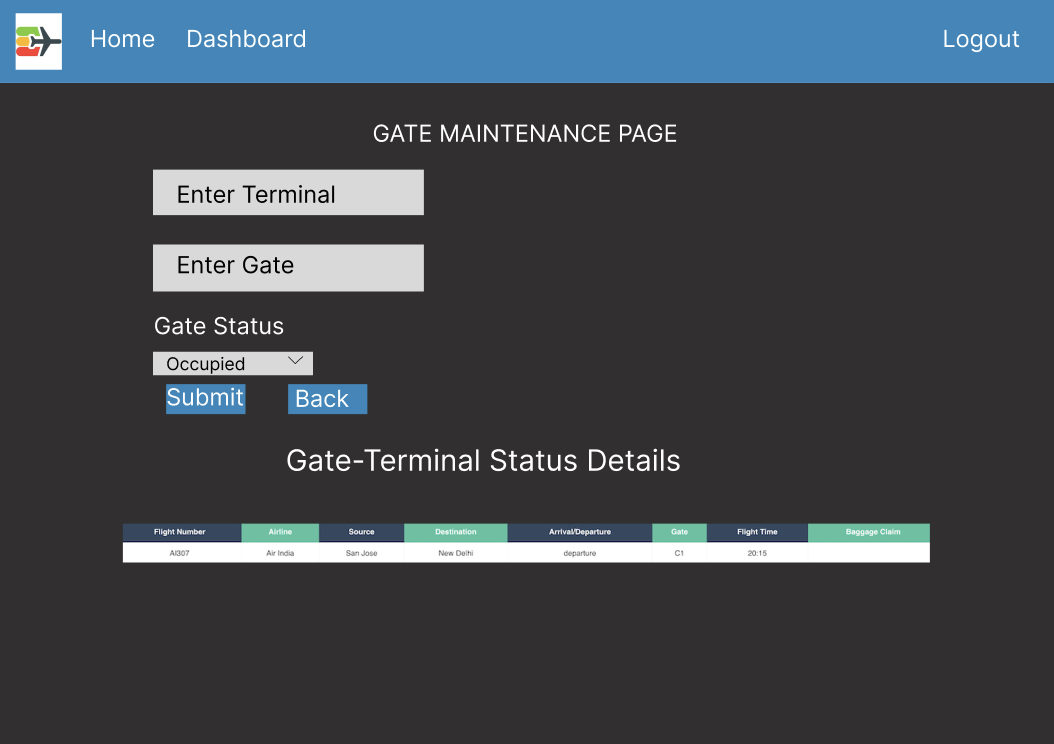 Home Dashboard Logout
GATE MAINTENANCE PAGE
Enter Terminal
Enter Gate
Gate Status
Occupied
Submit Back
Gate-Terminal Status Details
Flight Number Airline Source Destination Arrival/Departure Gate Flight Time Baggage Claim
AI307 Air India San Jose New Delhi departure C1 20:15